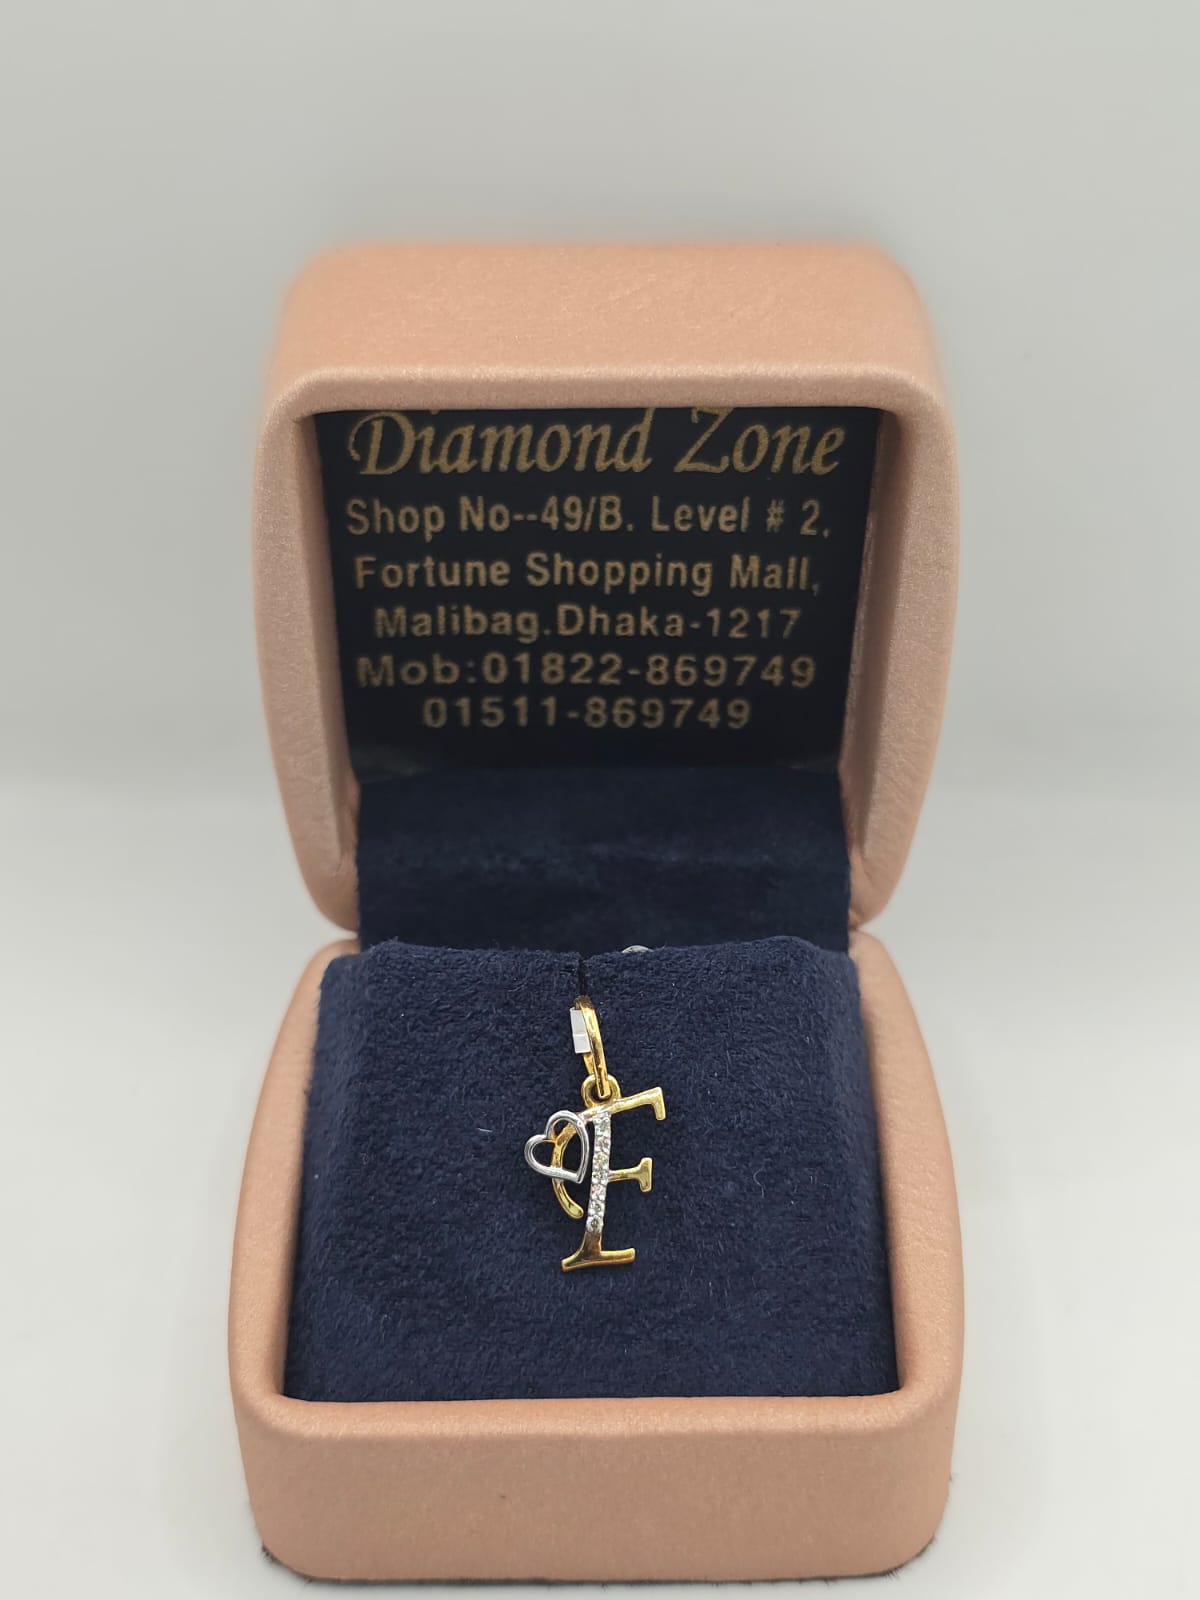 Diamond Zone
Shop No--49/B. Level # 2,
Fortune Shopping Mall,
Malibag.Dhaka-1217
Mob:01822-869749
01511-869749
F